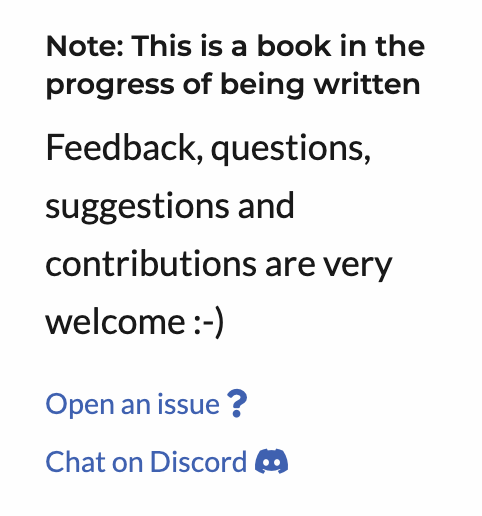 Note: This is a book in the
progress of being written
Feedback, questions,
suggestions and
contributions are very
welcome :-)
Open an issue ?
Chat on Discord